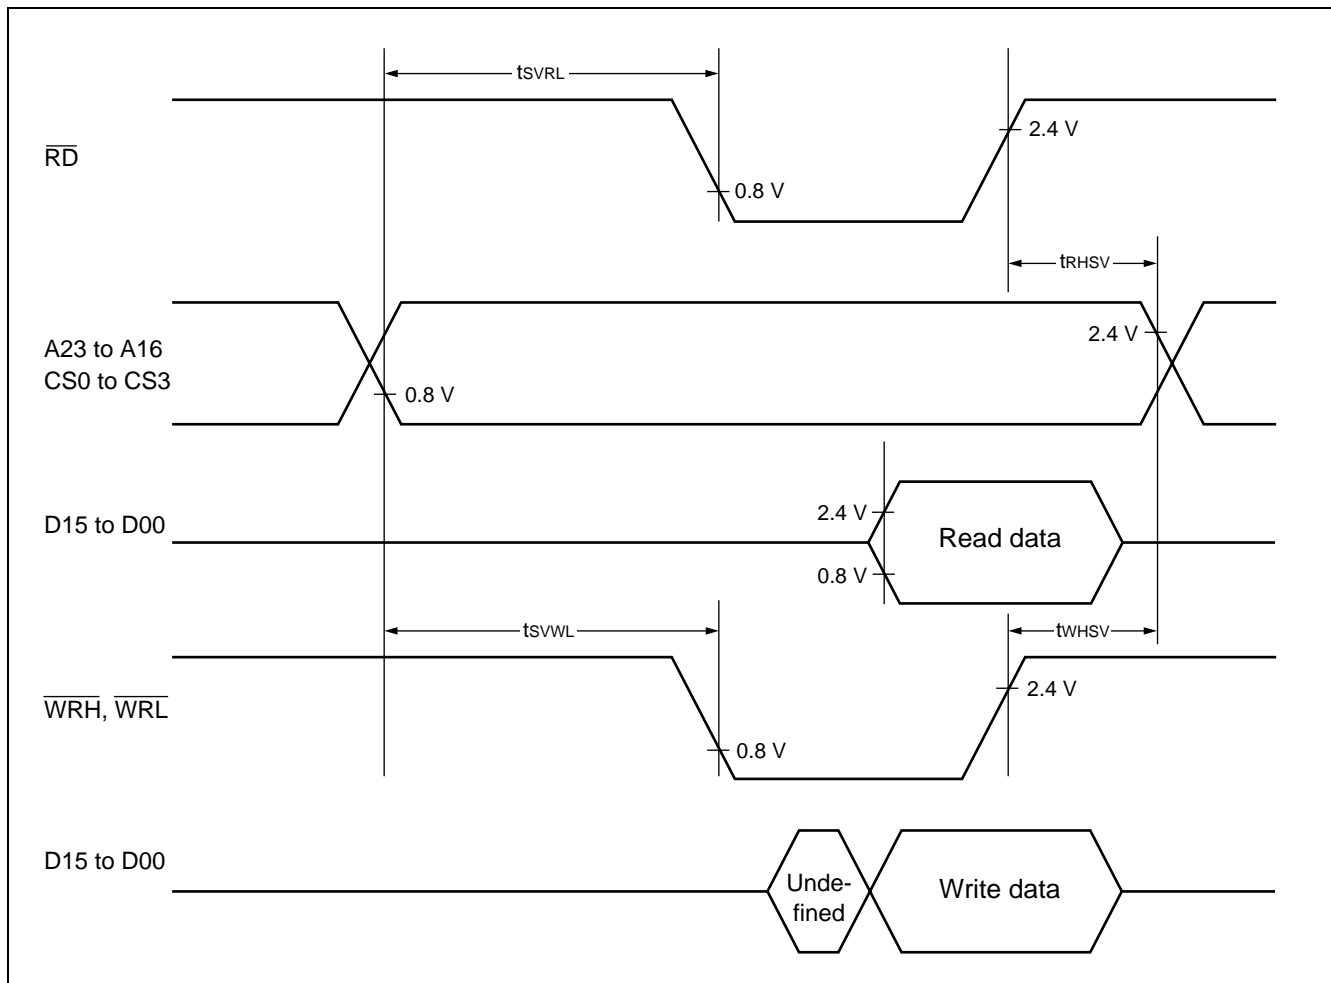 tSVRL
2.4 V
RD
0.8 V
tRHSV
2.4 V
A23 to A16
CS0 to CS3
0.8 V
2.4 V
D15 to D00
Read data
0.8 V
tSVWL
tWHSV
2.4 V
WRH, WRL
0.8 V
D15 to D00
Unde-
fined
Write data